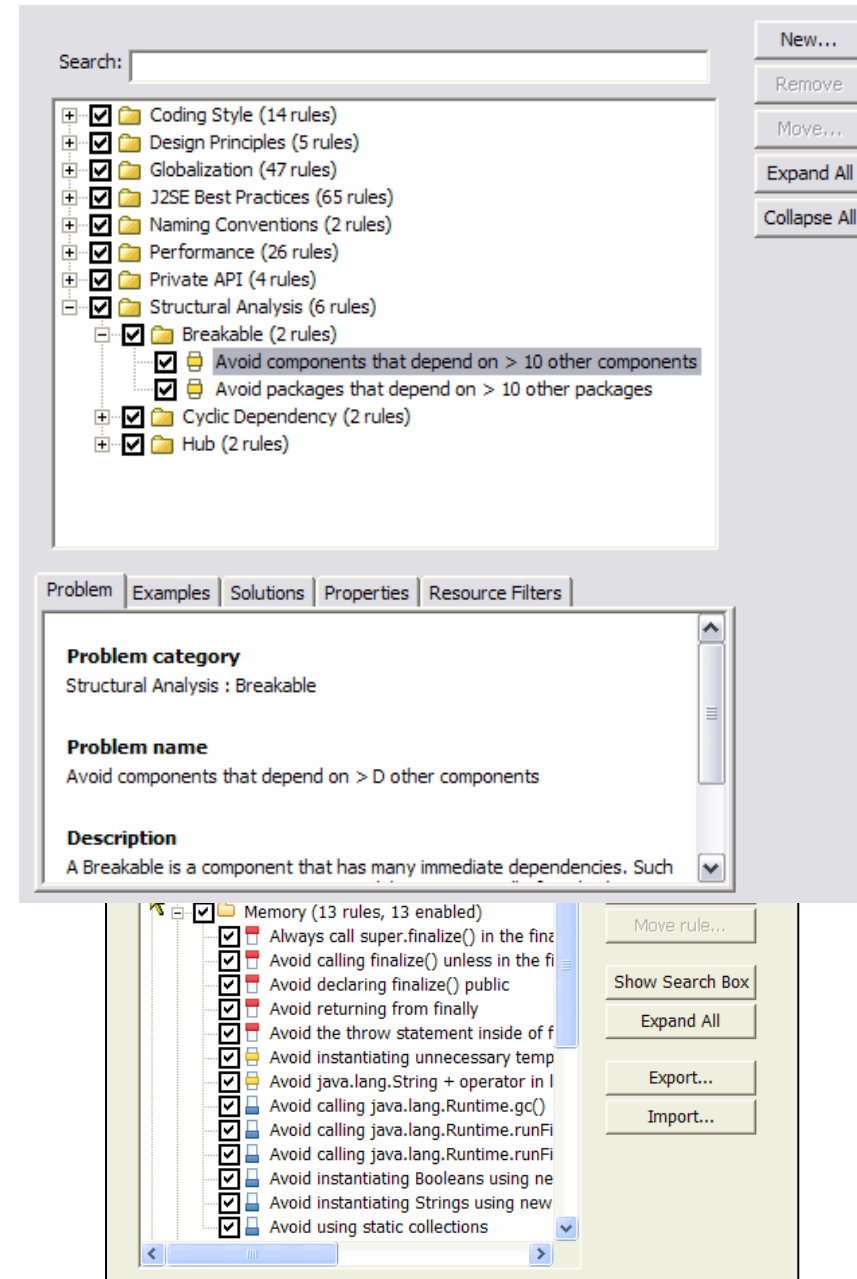 Search:
New...
Remove
Move...
Expand All
Collapse All
Coding Style (14 rules)
Design Principles (5 rules)
Globalization (47 rules)
J2SE Best Practices (65 rules)
Naming Conventions (2 rules)
Performance (26 rules)
Private API (4 rules)
Structural Analysis (6 rules)
Breakable (2 rules)
Avoid components that depend on > 10 other components
Avoid packages that depend on > 10 other packages
Cyclic Dependency (2 rules)
Hub (2 rules)
Problem Examples Solutions Properties Resource Filters
Problem category
Structural Analysis : Breakable
Problem name
Avoid components that depend on > D other components
Description
A Breakable is a component that has many immediate dependencies. Such
Memory (13 rules, 13 enabled)
Always call super.finalize() in the fina
Avoid calling finalize() unless in the fi
Avoid declaring finalize() public
Avoid returning from finally
Avoid the throw statement inside of f
Avoid instantiating unnecessary temp
Avoid java.lang.String + operator in l
Avoid calling java.lang.Runtime.gc()
Avoid calling java.lang.Runtime.runFi
Avoid calling java.lang.Runtime.runFi
Avoid instantiating Booleans using ne
Avoid instantiating Strings using new
Avoid using static collections
Move rule...
Show Search Box
Expand All
Export...
Import...